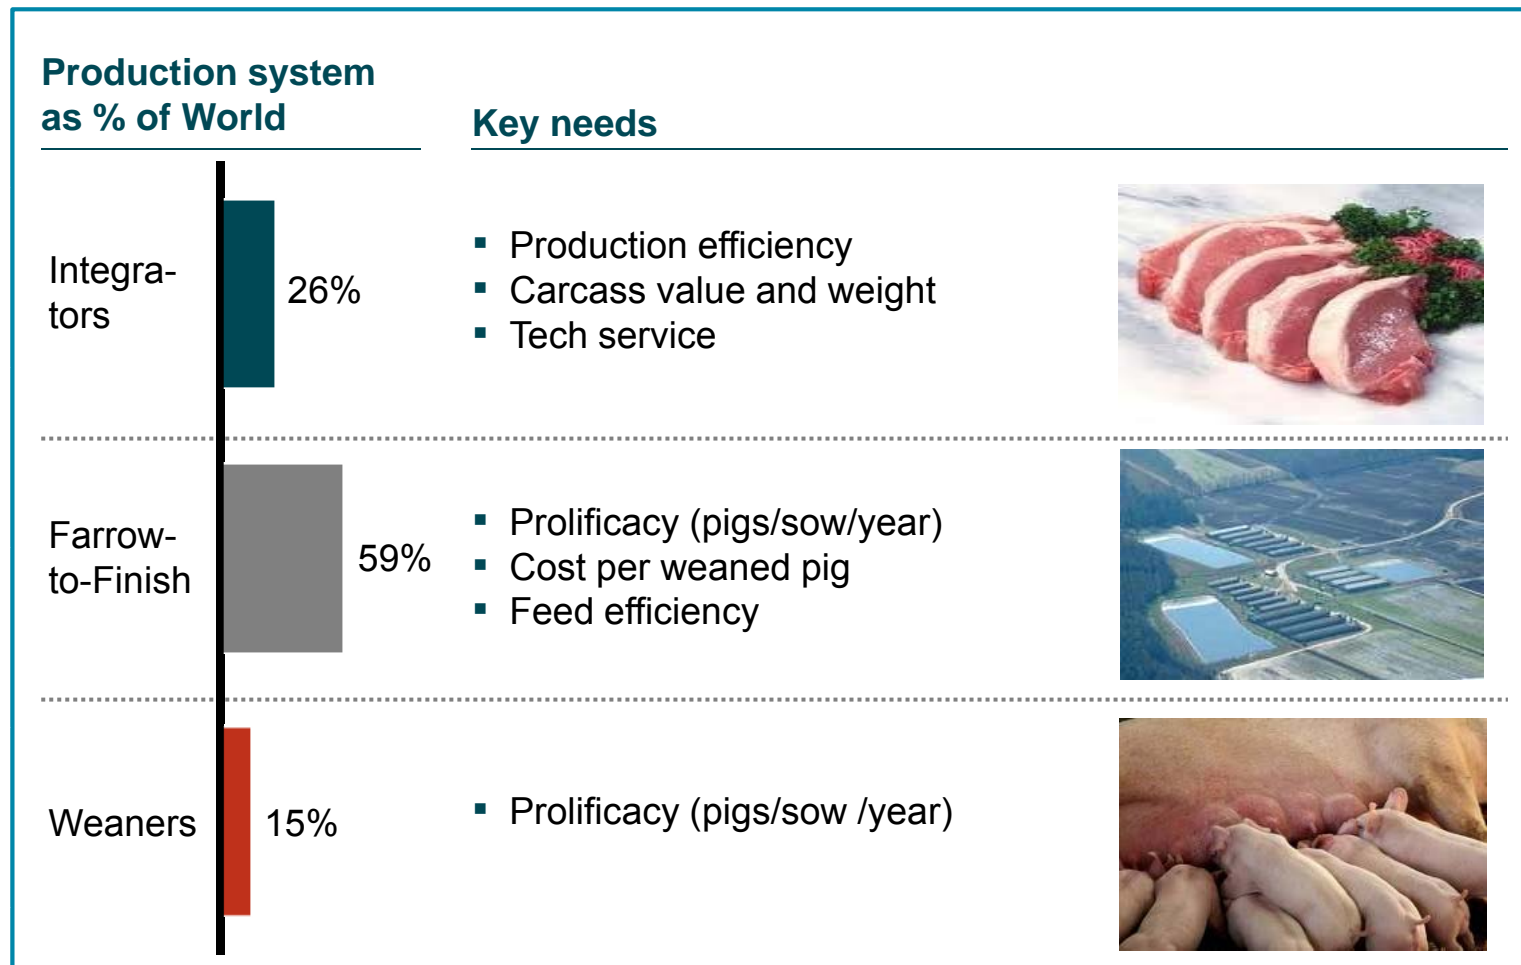 Production system
as % of World
Key needs
Integra-
tors
26%
▪ Production efficiency
▪ Carcass value and weight
▪ Tech service
Farrow-
to-Finish
59%
▪ Prolificacy (pigs/sow/year)
▪ Cost per weaned pig
▪ Feed efficiency
Weaners
15%
▪ Prolificacy (pigs/sow /year)